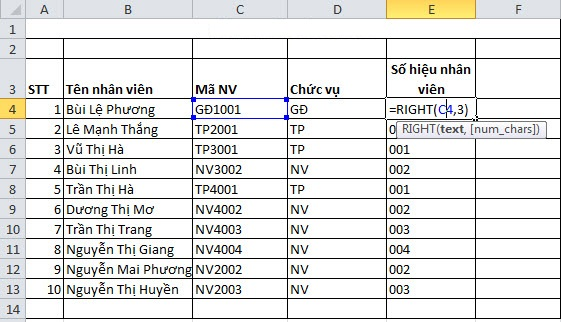 A B C D E F
1
2
3 STT Tên nhân viên Mã NV Chức vụ Số hiệu nhân viên
4 1 Bùi Lệ Phương GĐ1001 GĐ =RIGHT(C4,3)
5 2 Lê Mạnh Thắng TP2001 TP 0 RIGHT(text, [num_chars])
6 3 Vũ Thị Hà TP3001 TP 001
7 4 Bùi Thị Linh NV3002 NV 002
8 5 Trần Thị Hà TP4001 TP 001
9 6 Dương Thị Mơ NV4002 NV 002
10 7 Trần Thị Trang NV4003 NV 003
11 8 Nguyễn Thị Giang NV4004 NV 004
12 9 Nguyễn Mai Phương NV2002 NV 002
13 10 Nguyễn Thị Huyền NV2003 NV 003
14